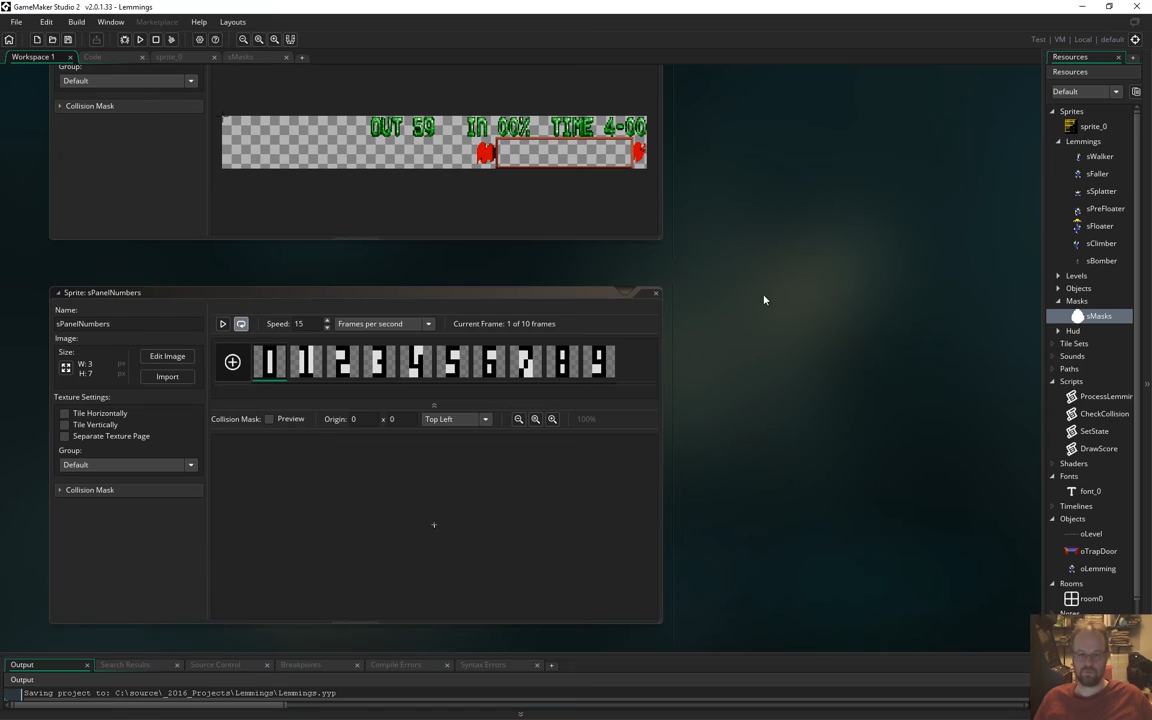 GameMaker Studio 2 v2.0.1.33 - Lemmings
File Edit Build Window Marketplace Help Layouts
Test | VM | Local | default
Workspace 1 Code sprite_0 sMasks
Resources
Resources
Default
Group:
Default
Collision Mask
OUT 59 IN 00% TIME 4-00
Sprite: sPanelNumbers
Name:
sPanelNumbers
Image:
Size:
W: 3 px
H: 7 px
Edit Image
Import
Texture Settings:
Tile Horizontally
Tile Vertically
Separate Texture Page
Group:
Default
Collision Mask
Speed: 15 Frames per second Current Frame: 1 of 10 frames
Collision Mask: Preview Origin: 0 x 0 Top Left 100%
Sprites
sprite_0
Lemmings
sWalker
sFaller
sSplatter
sPreFloater
sFloater
sClimber
sBomber
Levels
Objects
Masks
sMasks
Hud
Tile Sets
Sounds
Paths
Scripts
ProcessLemmin
CheckCollision
SetState
DrawScore
Shaders
Fonts
font_0
Timelines
Objects
oLevel
oTrapDoor
oLemming
Rooms
room0
Output Search Results Source Control Breakpoints Compile Errors Syntax Errors
Output
Saving project to: C:\source\_2016_Projects\Lemmings\Lemmings.yyp